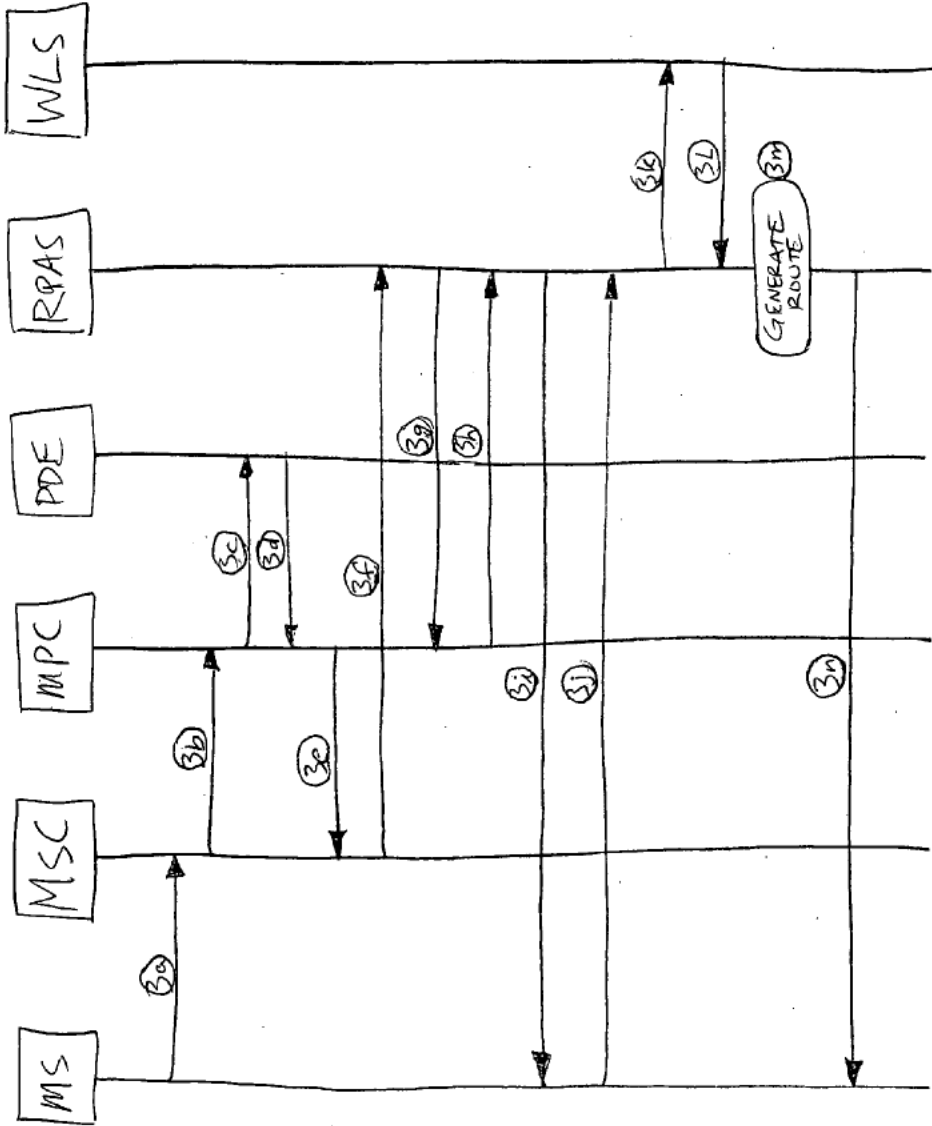 MS
MSC
MPC
PDE
RPAS
WLS
3a
3b
3c
3d
3e
3f
3g
3h
3i
3j
3k
3L
GENERATE
ROUTE
3m
3n